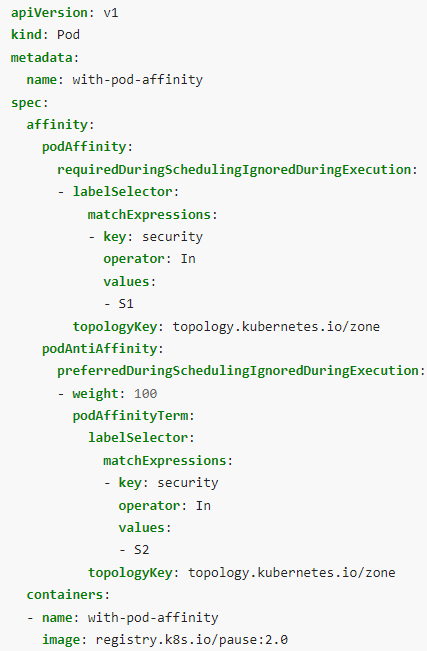 apiVersion: v1
kind: Pod
metadata:
  name: with-pod-affinity
spec:
  affinity:
    podAffinity:
      requiredDuringSchedulingIgnoredDuringExecution:
      - labelSelector:
          matchExpressions:
          - key: security
            operator: In
            values:
            - S1
        topologyKey: topology.kubernetes.io/zone
    podAntiAffinity:
      preferredDuringSchedulingIgnoredDuringExecution:
      - weight: 100
        podAffinityTerm:
          labelSelector:
            matchExpressions:
            - key: security
              operator: In
              values:
              - S2
          topologyKey: topology.kubernetes.io/zone
  containers:
  - name: with-pod-affinity
    image: registry.k8s.io/pause:2.0